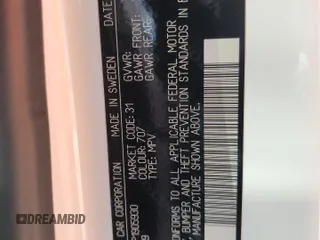 CAR CORPORATION
MADE IN SWEDEN
DATE
GVWR:
GAWR FRONT:
GAWR REAR:
MARKET CODE: 31
COLOUR: 707
TYPE: MPV
CONFORMS TO ALL APPLICABLE FEDERAL MOTOR
BUMPER AND THEFT PREVENTION STANDARDS IN
MANUFACTURE SHOWN ABOVE.
DREAMBID